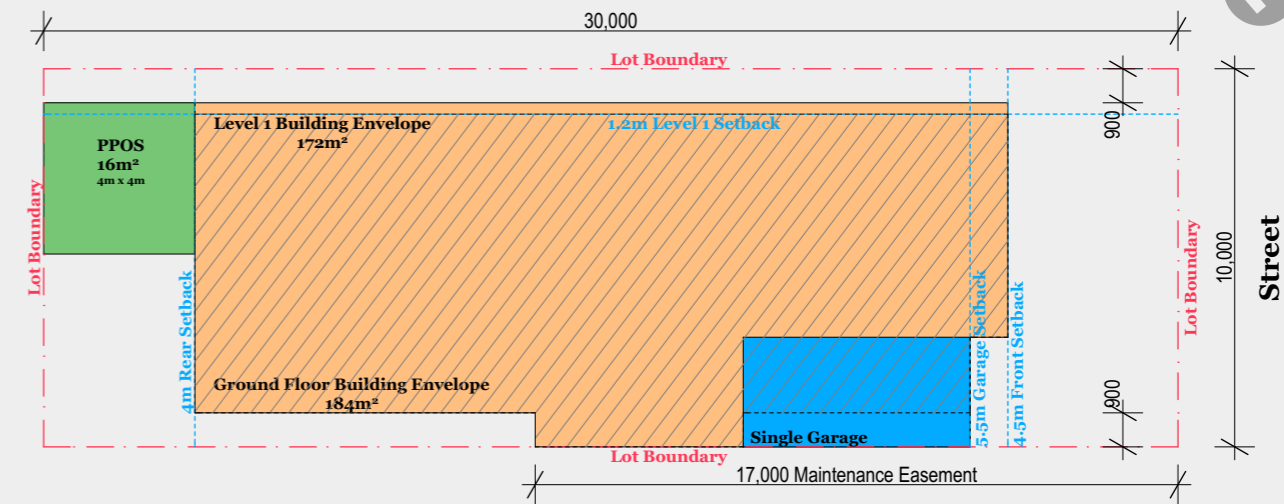 30,000
Lot Boundary
Level 1 Building Envelope
172m²
1.2m Level 1 Setback
900
PPOS
16m²
4m x 4m
Lot Boundary
4m Rear Setback
10,000
Street
Lot Boundary
5.5m Garage Setback
4.5m Front Setback
Ground Floor Building Envelope
184m²
900
Single Garage
Lot Boundary
17,000 Maintenance Easement